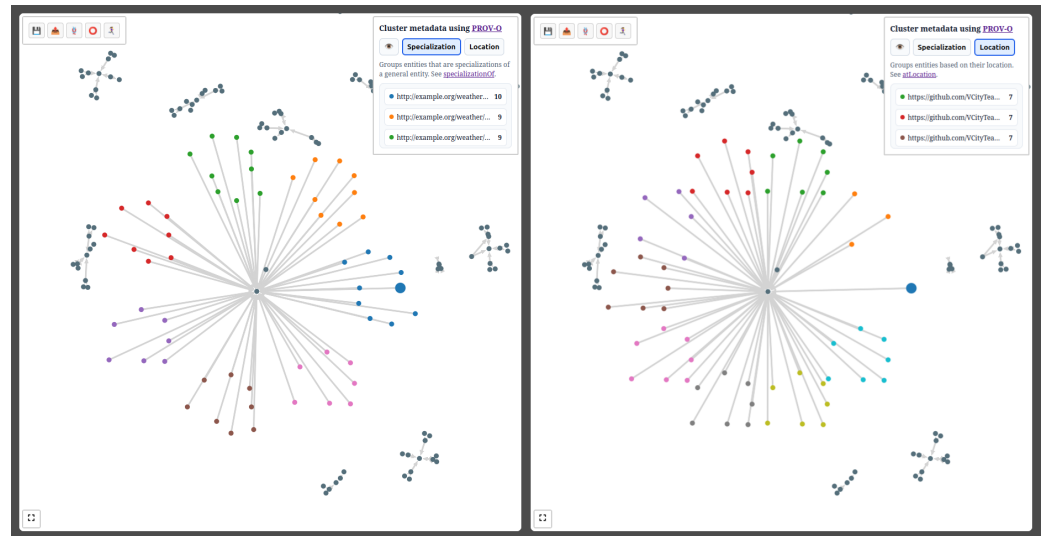 Cluster metadata using PROV-O
Specialization Location
Groups entities that are specializations of
a general entity. See specializationOf.
http://example.org/weather... 10
http://example.org/weather/... 9
http://example.org/weather/... 9
Cluster metadata using PROV-O
Specialization Location
Groups entities based on their location.
See atLocation.
https://github.com/VCityTea... 7
https://github.com/VCityTea... 7
https://github.com/VCityTea... 7